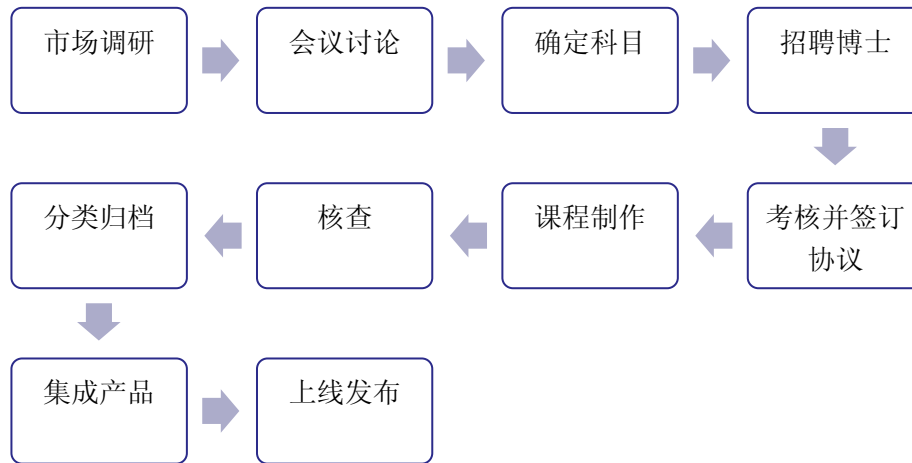 市场调研
会议讨论
确定科目
招聘博士
考核并签订
协议
课程制作
核查
分类归档
集成产品
上线发布